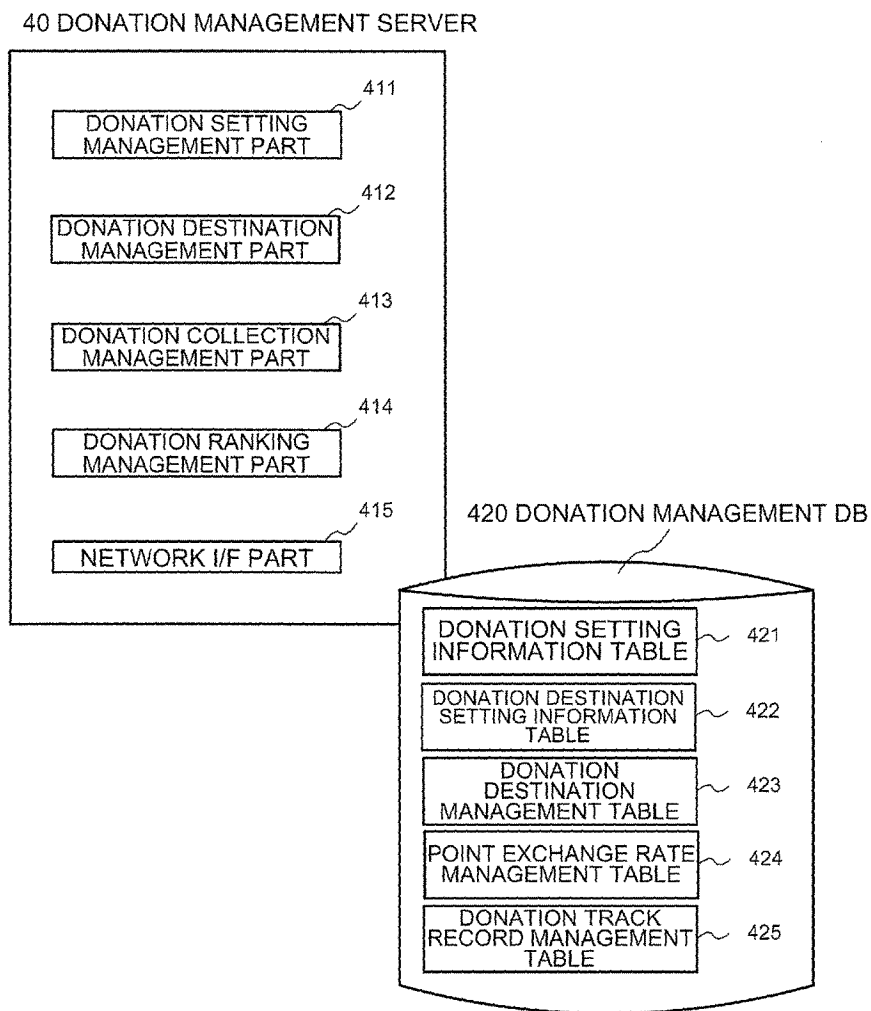 40 DONATION MANAGEMENT SERVER
411
DONATION SETTING
MANAGEMENT PART
412
DONATION DESTINATION
MANAGEMENT PART
413
DONATION COLLECTION
MANAGEMENT PART
414
DONATION RANKING
MANAGEMENT PART
415
NETWORK I/F PART
420 DONATION MANAGEMENT DB
DONATION SETTING
INFORMATION TABLE
421
DONATION DESTINATION
SETTING INFORMATION
TABLE
422
DONATION
DESTINATION
MANAGEMENT TABLE
423
POINT EXCHANGE RATE
MANAGEMENT TABLE
424
DONATION TRACK
RECORD MANAGEMENT
TABLE
425